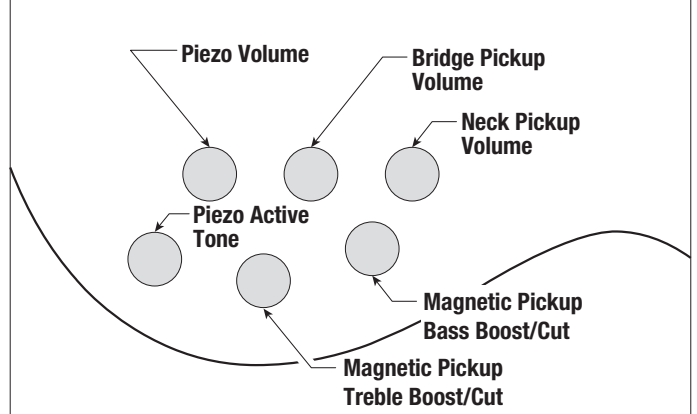 Piezo Volume
Bridge Pickup
Volume
Neck Pickup
Volume
Piezo Active
Tone
Magnetic Pickup
Bass Boost/Cut
Magnetic Pickup
Treble Boost/Cut